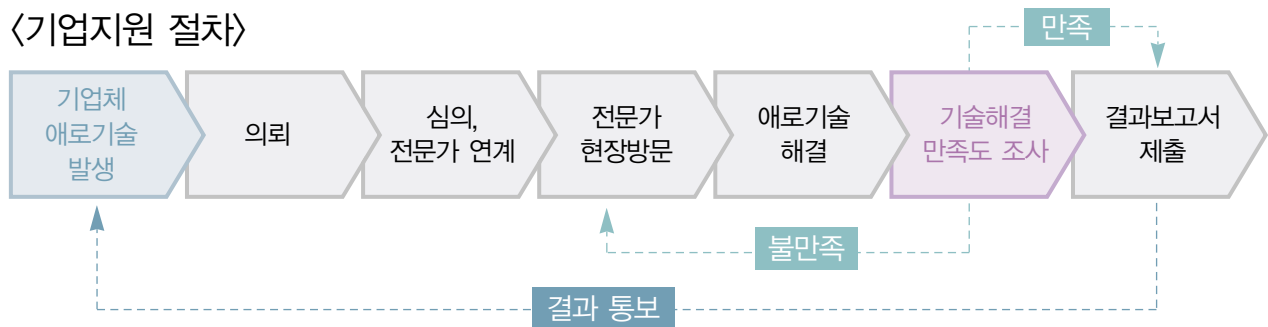 〈기업지원 절차〉
만족
기업체
애로기술
발생
의뢰
심의,
전문가 연계
전문가
현장방문
애로기술
해결
기술해결
만족도 조사
결과보고서
제출
불만족
결과 통보